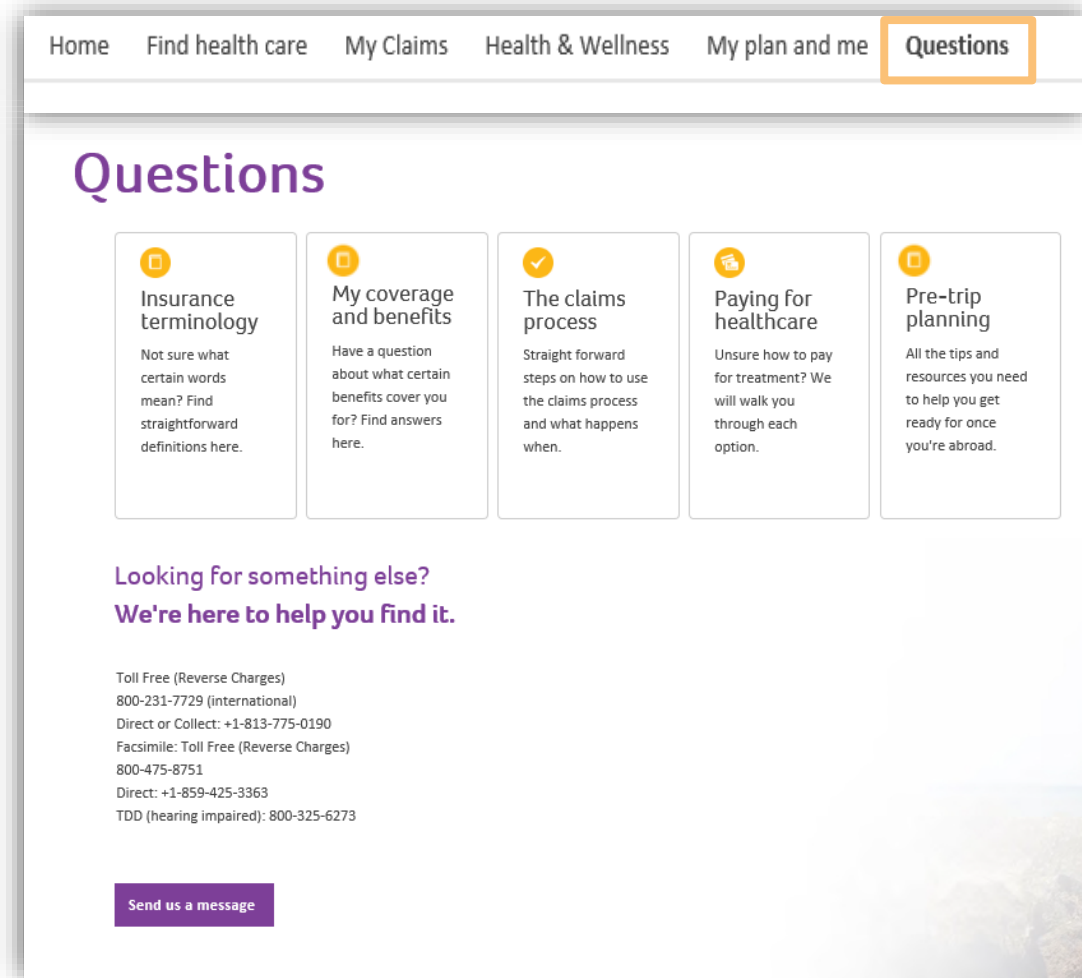 Home Find health care My Claims Health & Wellness My plan and me Questions
Questions
Insurance
terminology
Not sure what
certain words
mean? Find
straightforward
definitions here.
My coverage
and benefits
Have a question
about what certain
benefits cover you
for? Find answers
here.
The claims
process
Straight forward
steps on how to use
the claims process
and what happens
when.
Paying for
healthcare
Unsure how to pay
for treatment? We
will walk you
through each
option.
Pre-trip
planning
All the tips and
resources you need
to help you get
ready for once
you're abroad.
Looking for something else?
We're here to help you find it.
Toll Free (Reverse Charges)
800-231-7729 (international)
Direct or Collect: +1-813-775-0190
Facsimile: Toll Free (Reverse Charges)
800-475-8751
Direct: +1-859-425-3363
TDD (hearing impaired): 800-325-6273
Send us a message